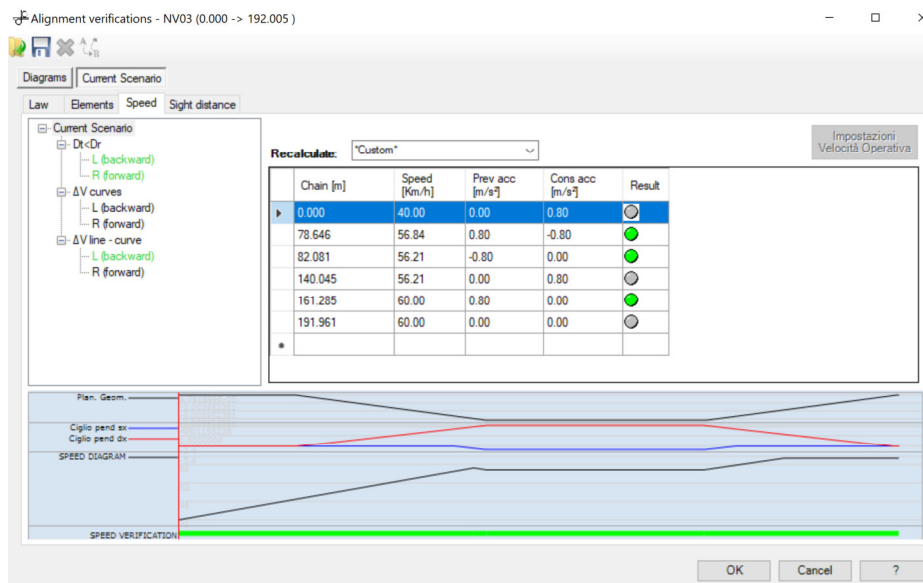 Alignment verifications - NV03 (0.000 -> 192.005 )
Diagrams Current Scenario
Law Elements Speed Sight distance
Current Scenario
Dt<Dr
L (backward)
R (forward)
ΔV curves
L (backward)
R (forward)
ΔV line - curve
L (backward)
R (forward)
Recalculate: "Custom"
Impostazioni
Velocità Operativa
Chain [m] Speed [Km/h] Prev acc [m/s²] Cons acc [m/s²] Result
0.000 40.00 0.00 0.80
78.646 56.84 0.80 -0.80
82.081 56.21 -0.80 0.00
140.045 56.21 0.00 0.80
161.285 60.00 0.80 0.00
191.961 60.00 0.00 0.00
Plan. Geom.
Ciglio pend sx
Ciglio pend dx
SPEED DIAGRAM
SPEED VERIFICATION
OK Cancel ?